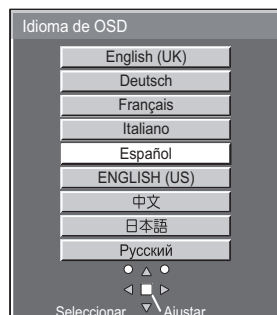 Idioma de OSD
English (UK)
Deutsch
Français
Italiano
Español
ENGLISH (US)
中文
日本語
Русский
Seleccionar Ajustar